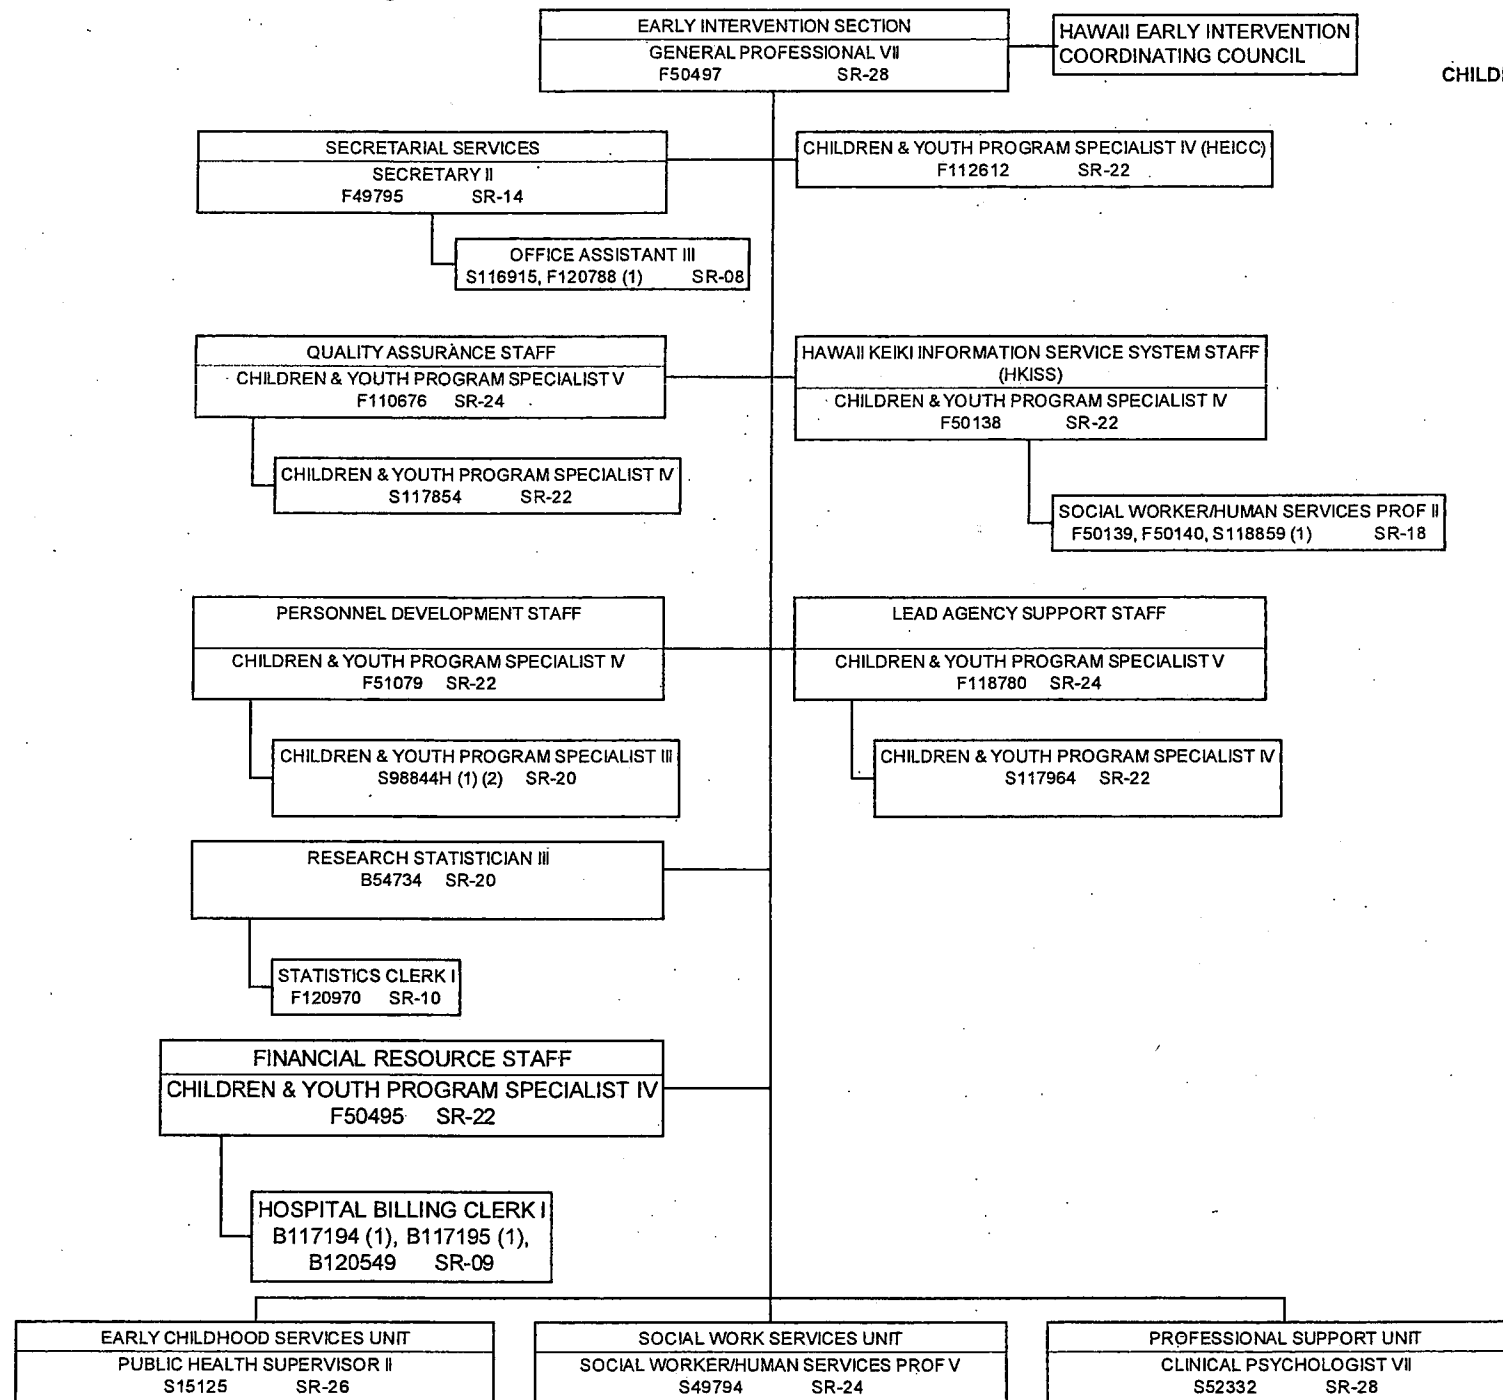 EARLY INTERVENTION SECTION
GENERAL PROFESSIONAL VII
F50497 SR-28
HAWAII EARLY INTERVENTION
COORDINATING COUNCIL
SECRETARIAL SERVICES
SECRETARY II
F49795 SR-14
CHILDREN & YOUTH PROGRAM SPECIALIST IV (HEICC)
F112612 SR-22
OFFICE ASSISTANT III
S116915, F120788 (1) SR-08
QUALITY ASSURANCE STAFF
CHILDREN & YOUTH PROGRAM SPECIALIST V
F110676 SR-24
HAWAII KEIKI INFORMATION SERVICE SYSTEM STAFF
(HKISS)
CHILDREN & YOUTH PROGRAM SPECIALIST IV
F50138 SR-22
CHILDREN & YOUTH PROGRAM SPECIALIST IV
S117854 SR-22
SOCIAL WORKER/HUMAN SERVICES PROF II
F50139, F50140, S118859 (1) SR-18
PERSONNEL DEVELOPMENT STAFF
CHILDREN & YOUTH PROGRAM SPECIALIST IV
F51079 SR-22
LEAD AGENCY SUPPORT STAFF
CHILDREN & YOUTH PROGRAM SPECIALIST V
F118780 SR-24
CHILDREN & YOUTH PROGRAM SPECIALIST III
S98844H (1) (2) SR-20
CHILDREN & YOUTH PROGRAM SPECIALIST IV
S117964 SR-22
RESEARCH STATISTICIAN III
B54734 SR-20
STATISTICS CLERK I
F120970 SR-10
FINANCIAL RESOURCE STAFF
CHILDREN & YOUTH PROGRAM SPECIALIST IV
F50495 SR-22
HOSPITAL BILLING CLERK I
B117194 (1), B117195 (1),
B120549 SR-09
EARLY CHILDHOOD SERVICES UNIT
PUBLIC HEALTH SUPERVISOR II
S15125 SR-26
SOCIAL WORK SERVICES UNIT
SOCIAL WORKER/HUMAN SERVICES PROF V
S49794 SR-24
PROFESSIONAL SUPPORT UNIT
CLINICAL PSYCHOLOGIST VII
S52332 SR-28